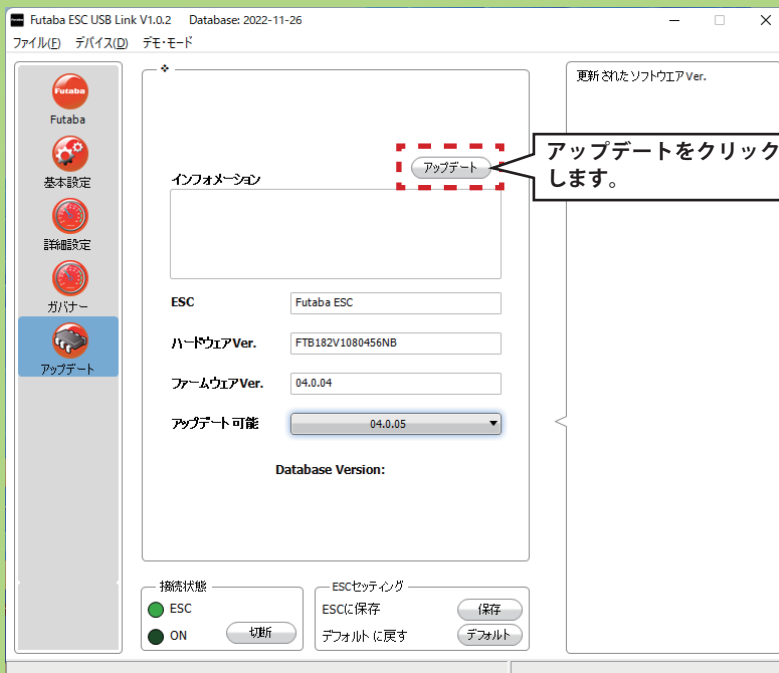 Futaba ESC USB Link V1.0.2 Database: 2022-11-26
ファイル(F) デバイス(D) デモ・モード
Futaba
Futaba
基本設定
詳細設定
ガバナー
アップデート
アップデート
インフォメーション
ESC Futaba ESC
ハードウェアVer. FTB182V1080456NB
ファームウェアVer. 04.0.04
アップデート可能 04.0.05
Database Version:
接続状態
ESC
ON 切断
ESCセッティング
ESCに保存 保存
デフォルトに戻す デフォルト
更新されたソフトウエアVer.
アップデートをクリック
します。